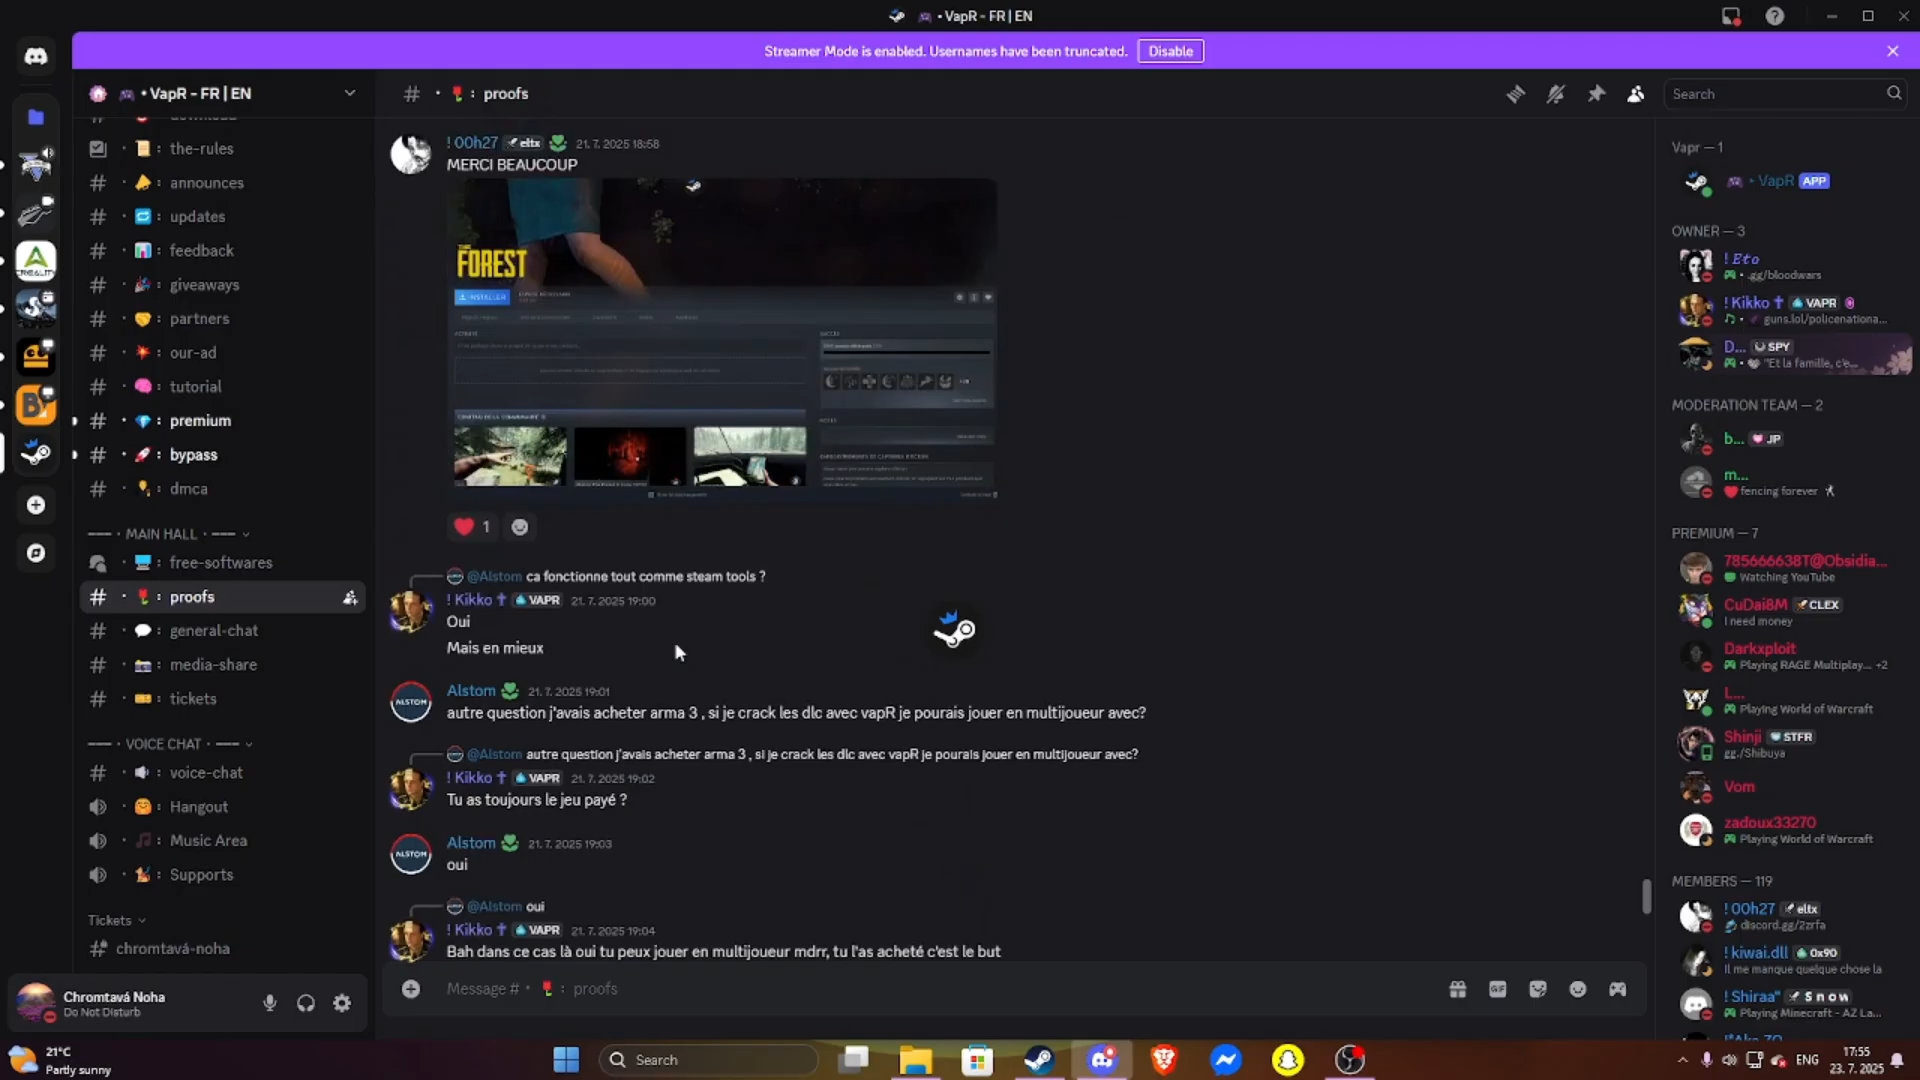 • VapR - FR | EN
Streamer Mode is enabled. Usernames have been truncated.
Disable
• VapR - FR | EN
download
the-rules
announces
updates
feedback
giveaways
partners
our-ad
tutorial
premium
bypass
dmca
MAIN HALL
free-softwares
proofs
general-chat
media-share
tickets
VOICE CHAT
voice-chat
Hangout
Music Area
Supports
Tickets
chromtavá-noha
Chromtavá Noha
Do Not Disturb
# • : proofs
Search
! 00h27 eltx 21. 7. 2025 18:58
MERCI BEAUCOUP
THE FOREST
INSTALLER
❤ 1
@Alstom ca fonctionne tout comme steam tools ?
! Kikko ✝ VAPR 21. 7. 2025 19:00
Oui
Mais en mieux
Alstom 21. 7. 2025 19:01
autre question j'avais acheter arma 3 , si je crack les dlc avec vapR je pourais jouer en multijoueur avec?
@Alstom autre question j'avais acheter arma 3 , si je crack les dlc avec vapR je pourais jouer en multijoueur avec?
! Kikko ✝ VAPR 21. 7. 2025 19:02
Tu as toujours le jeu payé ?
Alstom 21. 7. 2025 19:03
oui
@Alstom oui
! Kikko ✝ VAPR 21. 7. 2025 19:04
Bah dans ce cas là oui tu peux jouer en multijoueur mdrr, tu l'as acheté c'est le but
Message # • : proofs
Vapr — 1
• VapR APP
OWNER — 3
! Eto
• .gg/bloodwars
! Kikko ✝ VAPR
• guns.lol/policenationa...
D... SPY
• "Et la famille, c'e...
MODERATION TEAM — 2
b... JP
m...
fencing forever
PREMIUM — 7
785666638T@Obsidia...
Watching YouTube
CuDai8M CLEX
I need money
Darkxploit
Playing RAGE Multiplay... +2
L...
Playing World of Warcraft
Shinji STFR
gg./Shibuya
Vom
zadoux33270
Playing World of Warcraft
MEMBERS — 119
! 00h27 eltx
discord.gg/2zrfa
! kiwai.dll 0x90
Il me manque quelque chose la
! Shiraa" S n o w
Playing Minecraft - AZ La...
21°C
Partly sunny
Search
ENG
17:55
23. 7. 2025